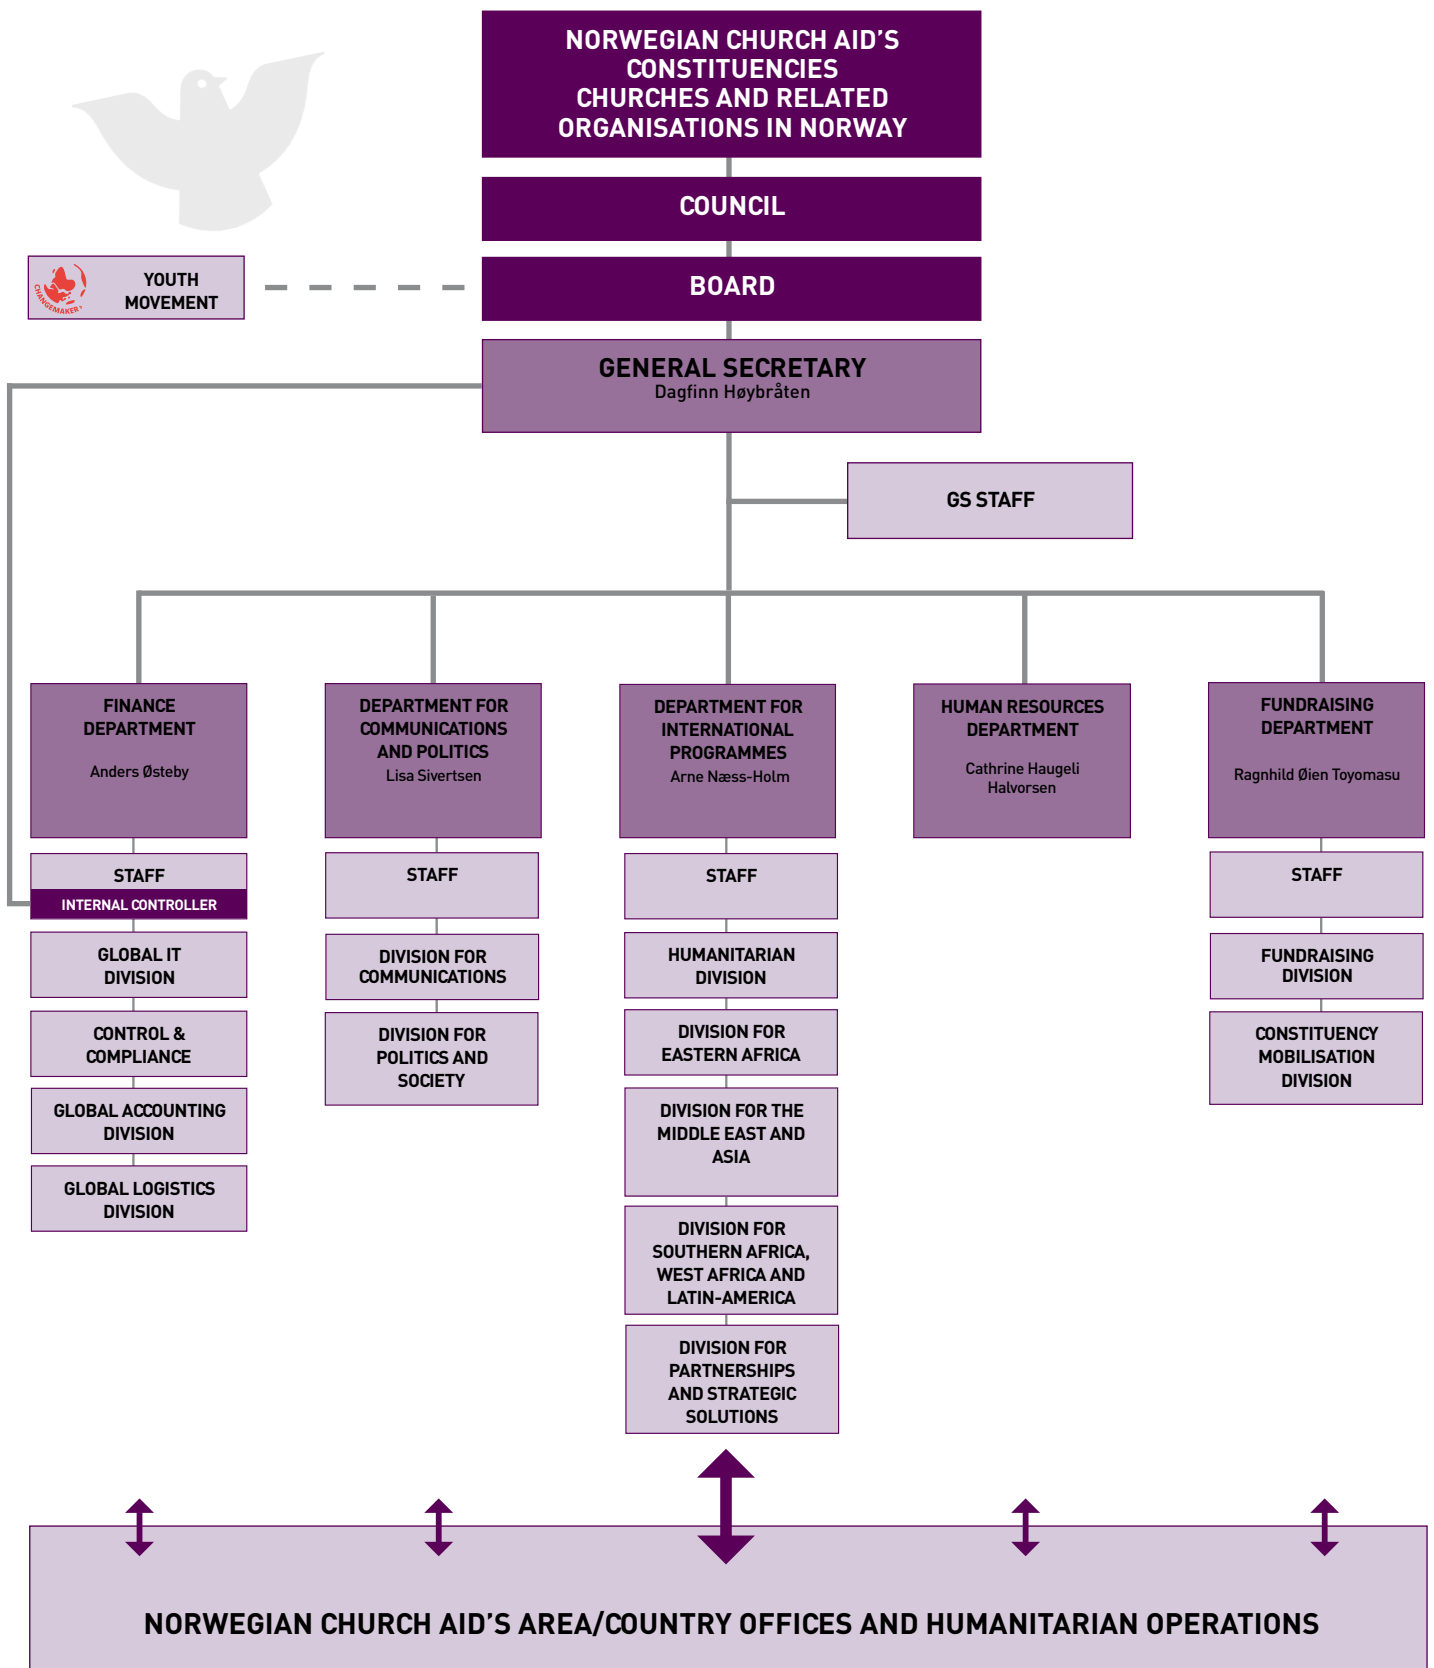 NORWEGIAN CHURCH AID'S
CONSTITUENCIES
CHURCHES AND RELATED
ORGANISATIONS IN NORWAY
COUNCIL
CHANGEMAKER
YOUTH
MOVEMENT
BOARD
GENERAL SECRETARY
Dagfinn Høybråten
GS STAFF
FINANCE
DEPARTMENT
Anders Østeby
STAFF
INTERNAL CONTROLLER
GLOBAL IT
DIVISION
CONTROL &
COMPLIANCE
GLOBAL ACCOUNTING
DIVISION
GLOBAL LOGISTICS
DIVISION
DEPARTMENT FOR
COMMUNICATIONS
AND POLITICS
Lisa Sivertsen
STAFF
DIVISION FOR
COMMUNICATIONS
DIVISION FOR
POLITICS AND
SOCIETY
DEPARTMENT FOR
INTERNATIONAL
PROGRAMMES
Arne Næss-Holm
STAFF
HUMANITARIAN
DIVISION
DIVISION FOR
EASTERN AFRICA
DIVISION FOR THE
MIDDLE EAST AND
ASIA
DIVISION FOR
SOUTHERN AFRICA,
WEST AFRICA AND
LATIN-AMERICA
DIVISION FOR
PARTNERSHIPS
AND STRATEGIC
SOLUTIONS
HUMAN RESOURCES
DEPARTMENT
Cathrine Haugeli
Halvorsen
FUNDRAISING
DEPARTMENT
Ragnhild Øien Toyomasu
STAFF
FUNDRAISING
DIVISION
CONSTITUENCY
MOBILISATION
DIVISION
NORWEGIAN CHURCH AID'S AREA/COUNTRY OFFICES AND HUMANITARIAN OPERATIONS